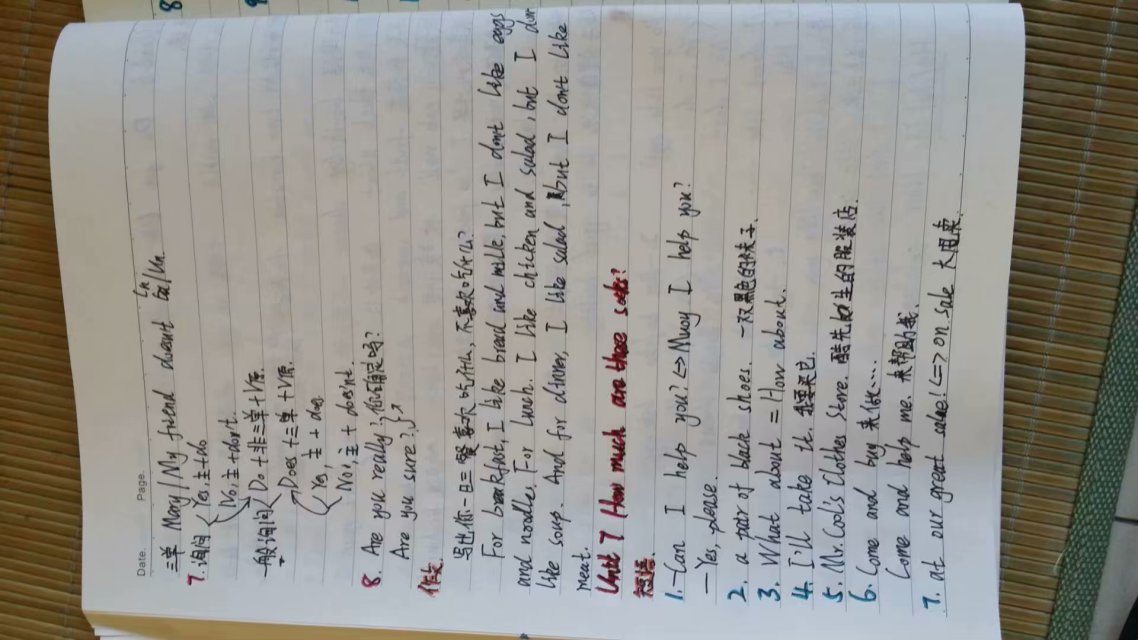 Date.    Page.
三单 Mary/My friend doesnt
7. 询问 Yes,主+do
No,主+don't.
一般询问 Do+非三单+V原.
Does+三单+V原.
Yes, 主+does
No,主+doesn't.
8. Are you really?你确定吗?
Are you sure?
作文
写出你一日三餐喜欢吃什么,不喜欢吃什么?
For breakfast, I like bread and milk, but I dont like eggs
and noodles. For lunch. I like chicken and salad, but I
like soup. And for dinner, I like salad, but I dont like
meat.
Unit 7 How much are these socks?
短语.
1. -Can I help you? <=> May I help you?
-Yes, please.
2. a pair of black shoes. 一双黑色的袜子.
3. What about = How about.
4. I'll take it. 我要买它.
5. Mr.Cool's Clothes Store. 酷先生的服装店.
6. Come and buy 来做...
Come and help me. 来帮助我.
7. at our great sale! <=> on sale 大甩卖.